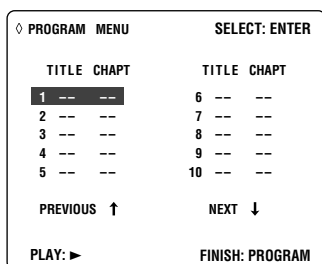 ◊ PROGRAM MENU SELECT: ENTER
TITLE CHAPT TITLE CHAPT
1 -- -- 6 -- --
2 -- -- 7 -- --
3 -- -- 8 -- --
4 -- -- 9 -- --
5 -- -- 10 -- --
PREVIOUS ↑ NEXT ↓
PLAY: ► FINISH: PROGRAM